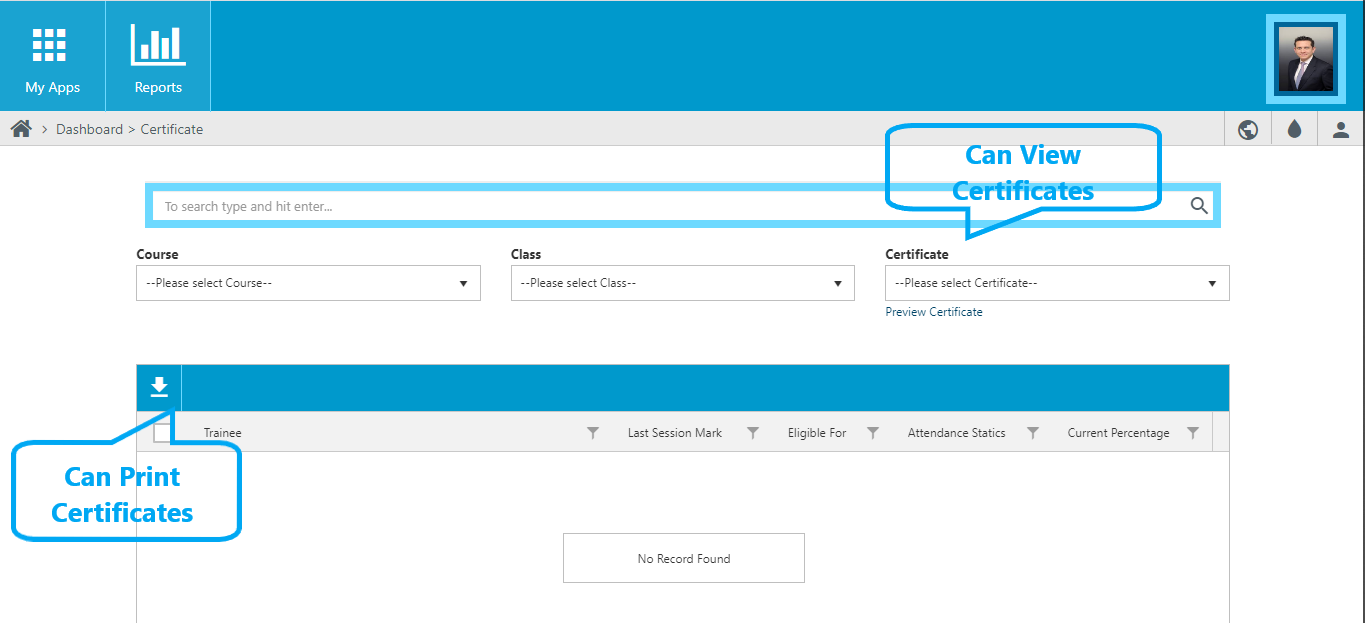 My Apps
Reports
Dashboard > Certificate
Can View
Certificates
To search type and hit enter...
Course
Class
Certificate
--Please select Course--
--Please select Class--
--Please select Certificate--
Preview Certificate
Trainee
Last Session Mark
Eligible For
Attendance Statics
Current Percentage
Can Print
Certificates
No Record Found